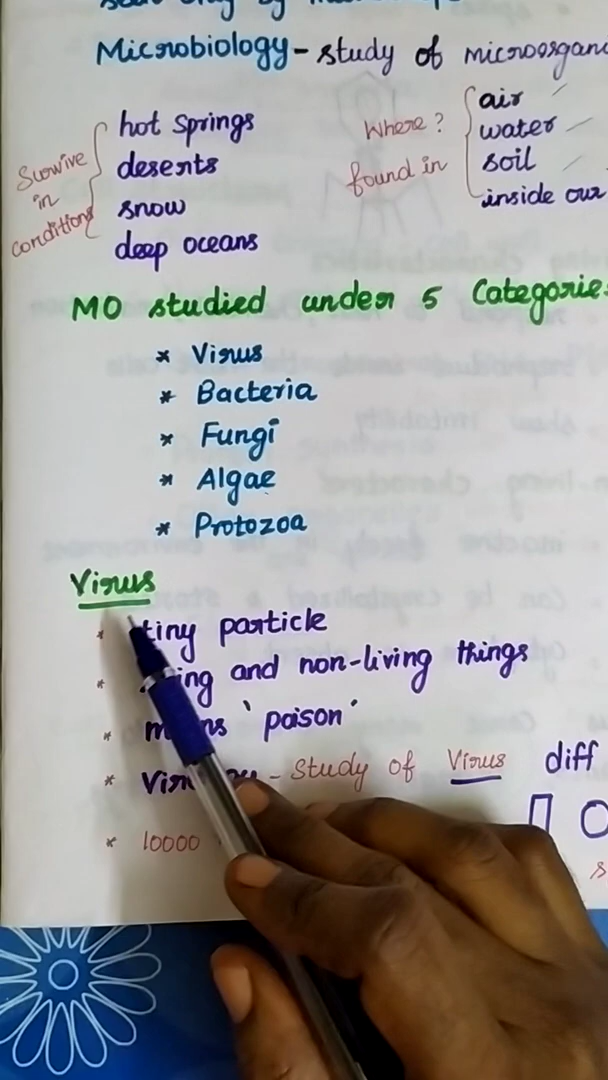 Microbiology - study of
hot springs
deserts
snow
deep oceans
Survive
in
conditions
Where?
found in
air
water
soil
inside our
MO studied under 5 Categories
* Virus
* Bacteria
* Fungi
* Algae
* Protozoa
Virus
* tiny particle
* and non-living things
* 'poison'
* - study of Virus
diff
* 10000